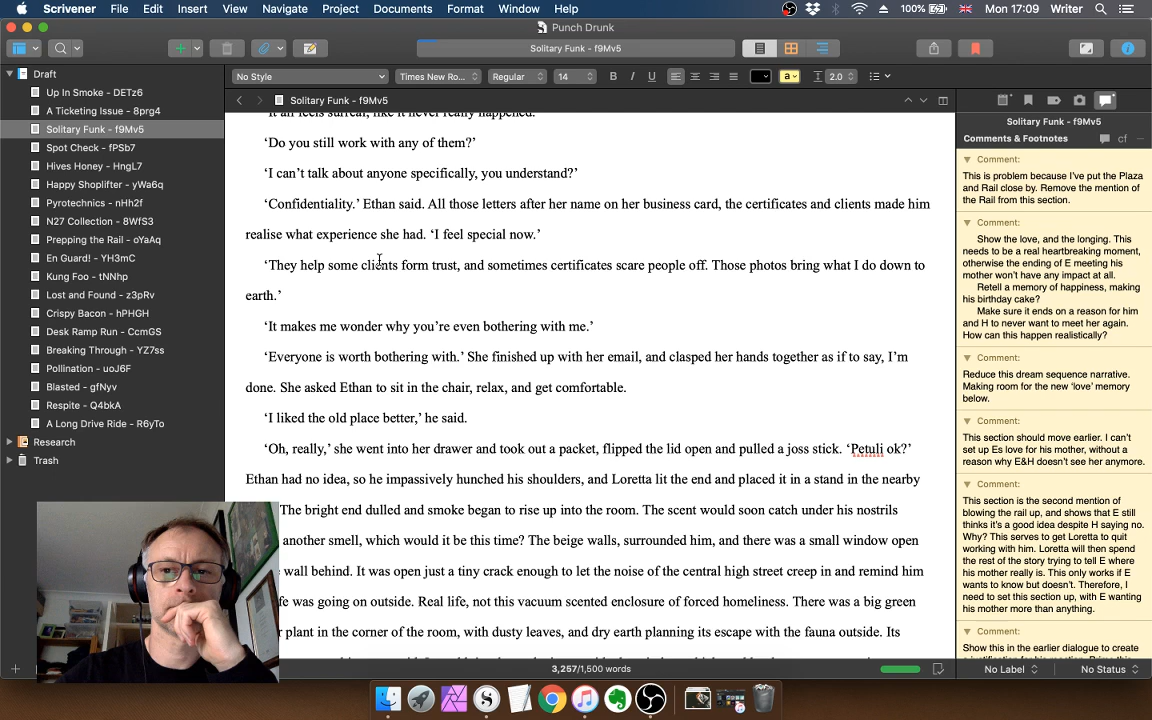 Scrivener File Edit Insert View Navigate Project Documents Format Window Help 100% Mon 17:09 Writer
Punch Drunk
Solitary Funk - f9Mv5
No Style Times New Ro... Regular 14 B I U a 2.0
Draft
Up In Smoke - DETz6
A Ticketing Issue - 8prg4
Solitary Funk - f9Mv5
Spot Check - fPSb7
Hives Honey - HngL7
Happy Shoplifter - yWa6q
Pyrotechnics - nHh2f
N27 Collection - 8WfS3
Prepping the Rail - oYaAq
En Guard! - YH3mC
Kung Foo - tNNhp
Lost and Found - z3pRv
Crispy Bacon - hPHGH
Desk Ramp Run - CcmGS
Breaking Through - YZ7ss
Pollination - uoJ6F
Blasted - gfNyv
Respite - Q4bkA
A Long Drive Ride - R6yTo
Research
Trash
Solitary Funk - f9Mv5
‘It all feels surreal, like it never really happened.’
‘Do you still work with any of them?’
‘I can’t talk about anyone specifically, you understand?’
‘Confidentiality.’ Ethan said. All those letters after her name on her business card, the certificates and clients made him
realise what experience she had. ‘I feel special now.’
‘They help some clients form trust, and sometimes certificates scare people off. Those photos bring what I do down to
earth.’
‘It makes me wonder why you’re even bothering with me.’
‘Everyone is worth bothering with.’ She finished up with her email, and clasped her hands together as if to say, I’m
done. She asked Ethan to sit in the chair, relax, and get comfortable.
‘I liked the old place better,’ he said.
‘Oh, really,’ she went into her drawer and took out a packet, flipped the lid open and pulled a joss stick. ‘Petuli ok?’
Ethan had no idea, so he impassively hunched his shoulders, and Loretta lit the end and placed it in a stand in the nearby
The bright end dulled and smoke began to rise up into the room. The scent would soon catch under his nostrils
another smell, which would it be this time? The beige walls, surrounded him, and there was a small window open
wall behind. It was open just a tiny crack enough to let the noise of the central high street creep in and remind him
fe was going on outside. Real life, not this vacuum scented enclosure of forced homeliness. There was a big green
r plant in the corner of the room, with dusty leaves, and dry earth planning its escape with the fauna outside. Its
3,257/1,500 words
Solitary Funk - f9Mv5
Comments & Footnotes cf
Comment:
This is problem because I’ve put the Plaza
and Rail close by. Remove the mention of
the Rail from this section.
Comment:
Show the love, and the longing. This
needs to be a real heartbreaking moment,
otherwise the ending of E meeting his
mother won’t have any impact at all.
Retell a memory of happiness, making
his birthday cake?
Make sure it ends on a reason for him
and H to never want to meet her again.
How can this happen realistically?
Comment:
Reduce this dream sequence narrative.
Making room for the new ‘love’ memory
below.
Comment:
This section should move earlier. I can’t
set up Es love for his mother, without a
reason why E&H doesn’t see her anymore.
Comment:
This section is the second mention of
blowing the rail up, and shows that E still
thinks it’s a good idea despite H saying no.
Why? This serves to get Loretta to quit
working with him. Loretta will then spend
the rest of the story trying to tell E where
his mother really is. This only works if E
wants to know but doesn’t. Therefore, I
need to set this section up, with E wanting
his mother more than anything.
Comment:
Show this in the earlier dialogue to create
No Label No Status